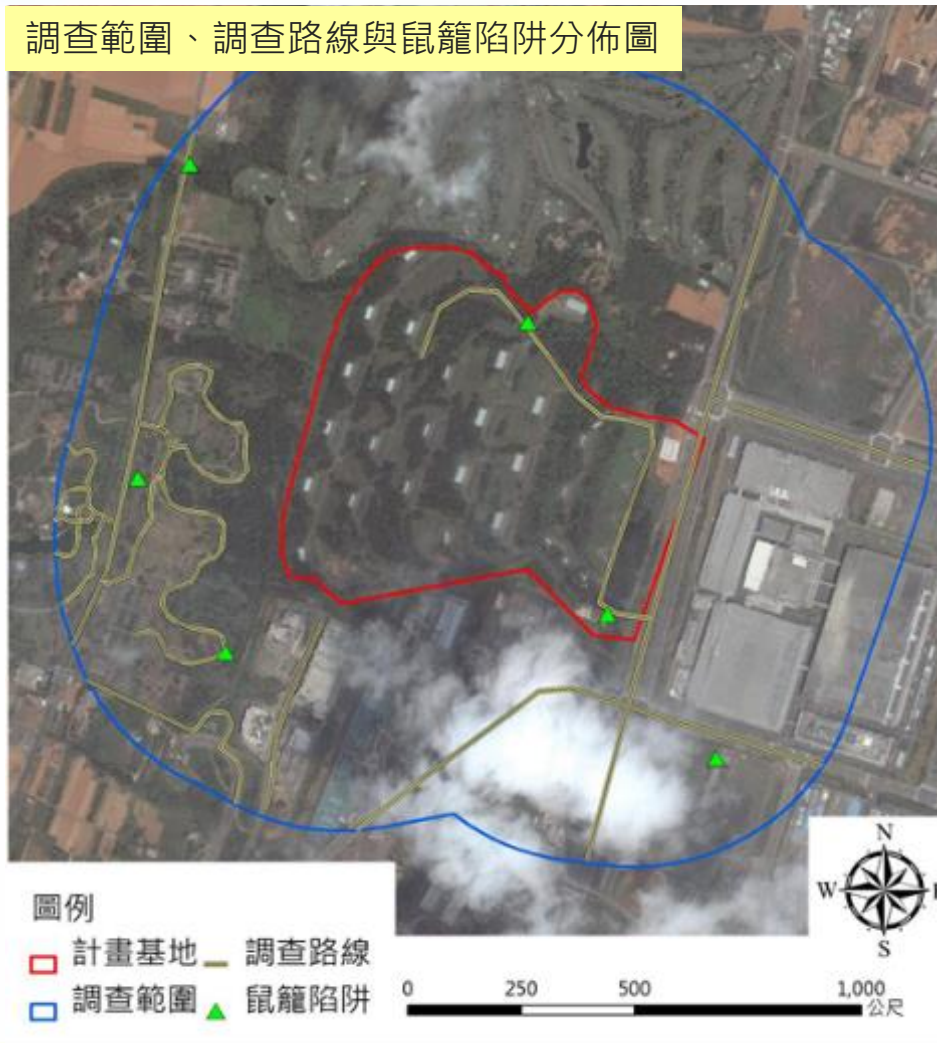 調查範圍、調查路線與鼠籠陷阱分佈圖
N
W
E
S
圖例
計畫基地
調查路線
調查範圍
鼠籠陷阱
0 250 500 1,000
公尺